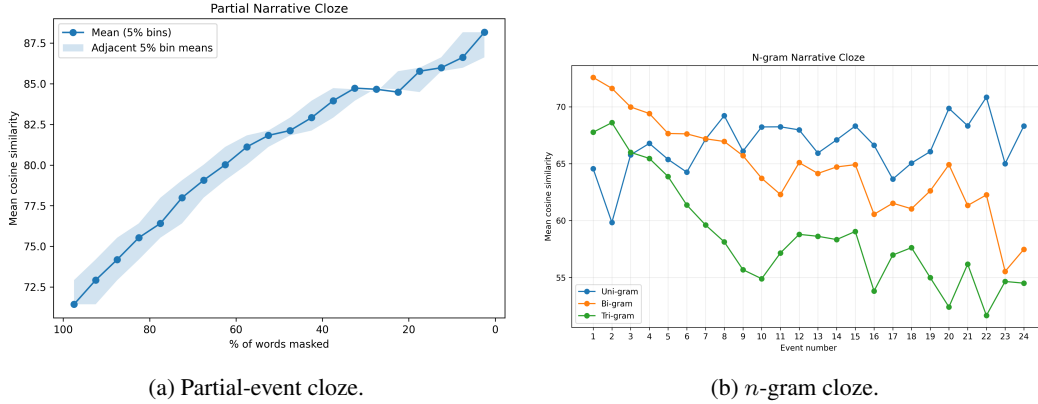 Partial Narrative Cloze
Mean (5% bins)
Adjacent 5% bin means
Mean cosine similarity
87.5
85.0
82.5
80.0
77.5
75.0
72.5
100 80 60 40 20 0
% of words masked
(a) Partial-event cloze.
N-gram Narrative Cloze
Mean cosine similarity
70
65
60
55
Uni-gram
Bi-gram
Tri-gram
1 2 3 4 5 6 7 8 9 10 11 12 13 14 15 16 17 18 19 20 21 22 23 24
Event number
(b) n-gram cloze.